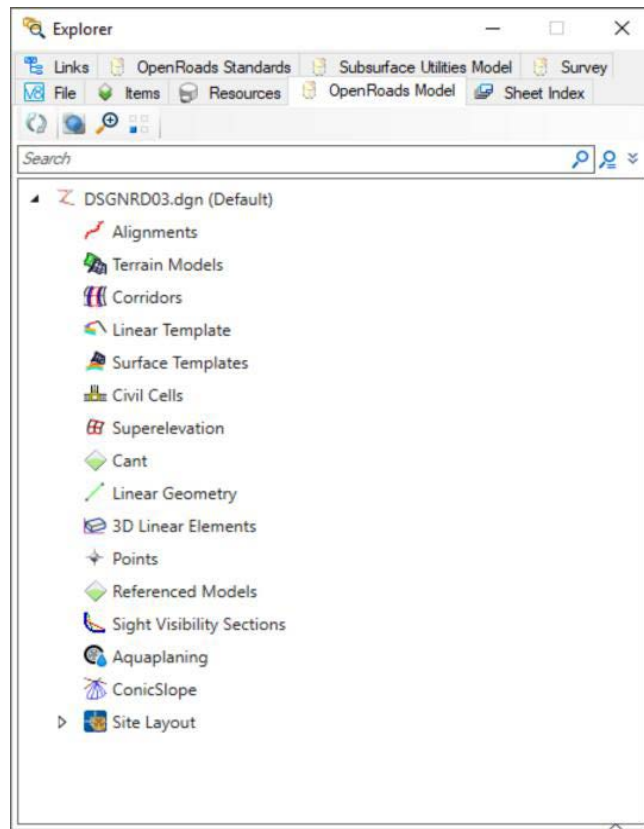 Explorer
Links OpenRoads Standards Subsurface Utilities Model Survey
V8 File Items Resources OpenRoads Model Sheet Index
Search
DSGNRD03.dgn (Default)
Alignments
Terrain Models
Corridors
Linear Template
Surface Templates
Civil Cells
Superelevation
Cant
Linear Geometry
3D Linear Elements
Points
Referenced Models
Sight Visibility Sections
Aquaplaning
ConicSlope
Site Layout